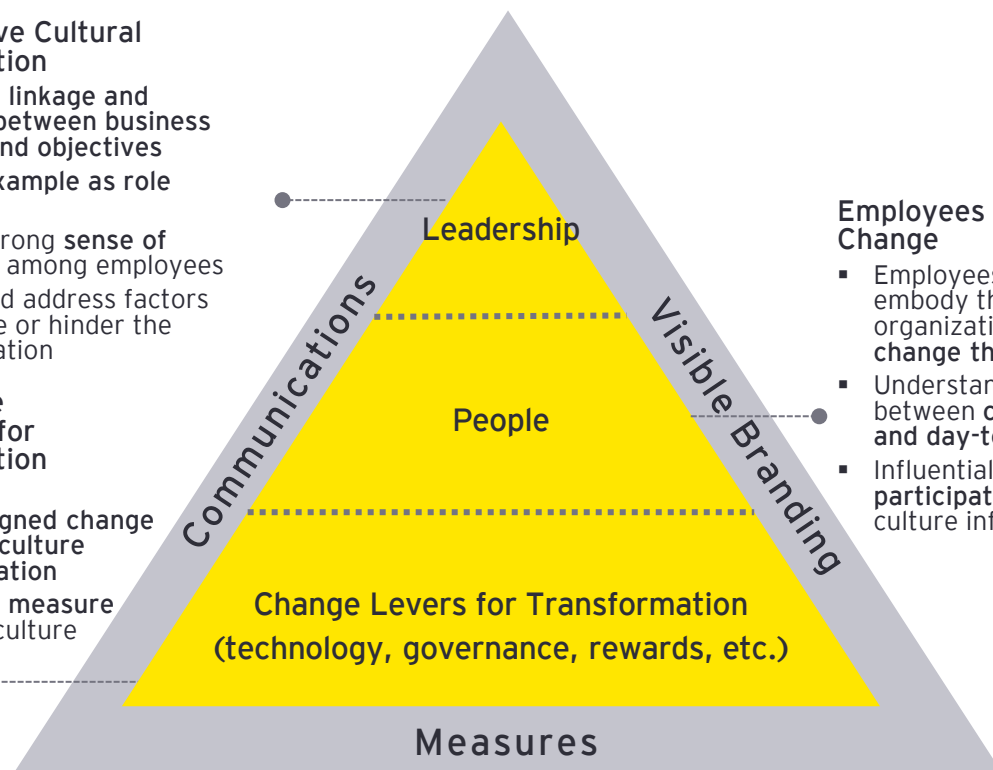 ve Cultural
tion
linkage and
between business
nd objectives
xample as role
rong sense of
among employees
d address factors
e or hinder the
ation
e
for
tion
gned change
culture
ation
measure
culture
Leadership
People
Change Levers for Transformation
(technology, governance, rewards, etc.)
Communications
Visible Branding
Measures
Employees
Change
▪ Employees
embody th
organizati
change th
▪ Understan
between c
and day-t
▪ Influential
participat
culture inf